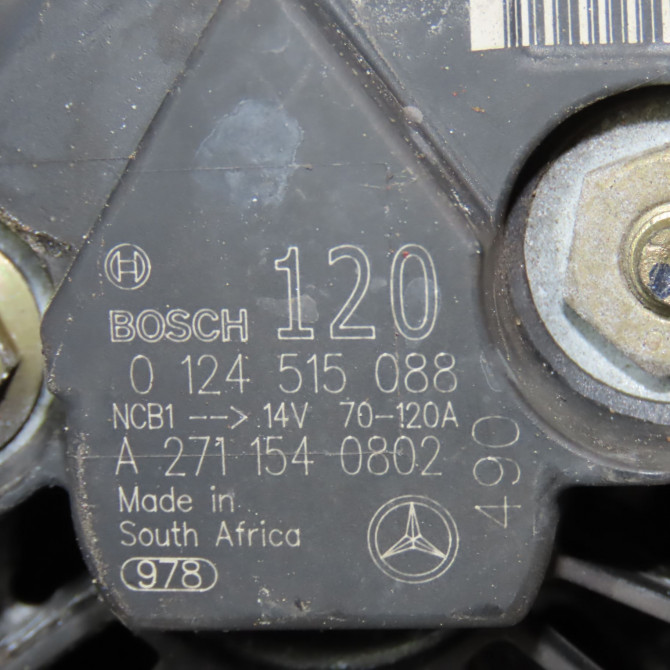 120
BOSCH
0 124 515 088
NCB1 --> 14V 70-120A
A 271 154 0802
490
Made in
South Africa
978